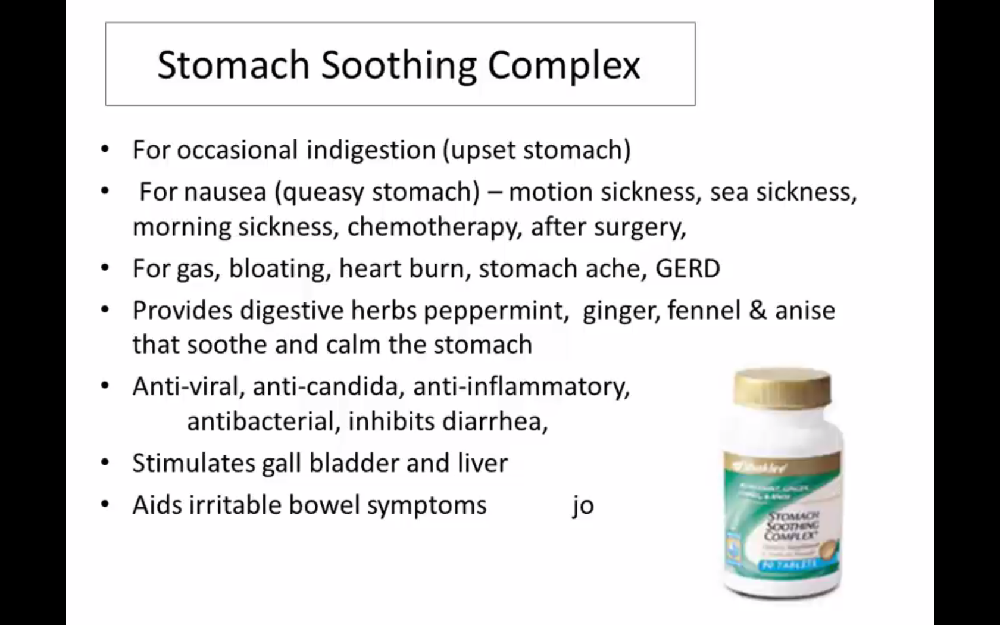 Stomach Soothing Complex
• For occasional indigestion (upset stomach)
• For nausea (queasy stomach) – motion sickness, sea sickness,
morning sickness, chemotherapy, after surgery,
• For gas, bloating, heart burn, stomach ache, GERD
• Provides digestive herbs peppermint, ginger, fennel & anise
that soothe and calm the stomach
• Anti-viral, anti-candida, anti-inflammatory,
antibacterial, inhibits diarrhea,
• Stimulates gall bladder and liver
• Aids irritable bowel symptoms jo
Shaklee
STOMACH
SOOTHING
COMPLEX
TABLETS